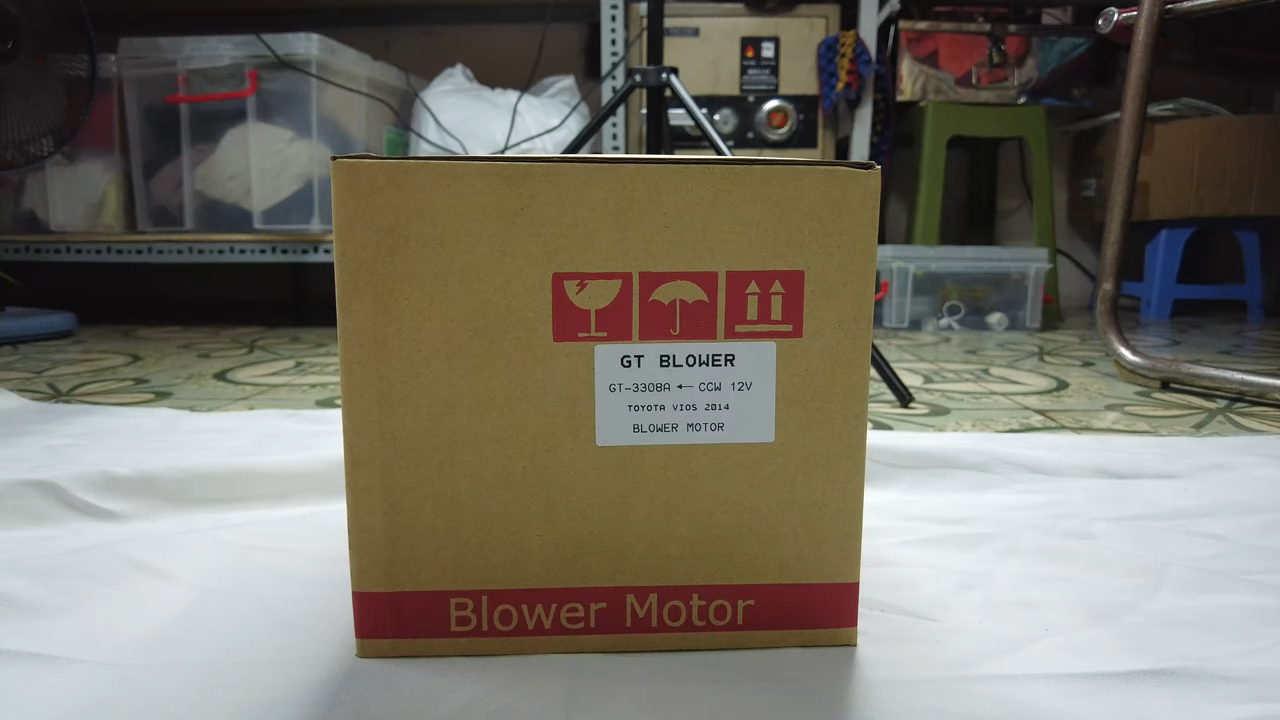 GT BLOWER
GT-3308A ← CCW 12V
TOYOTA VIOS 2014
BLOWER MOTOR
Blower Motor